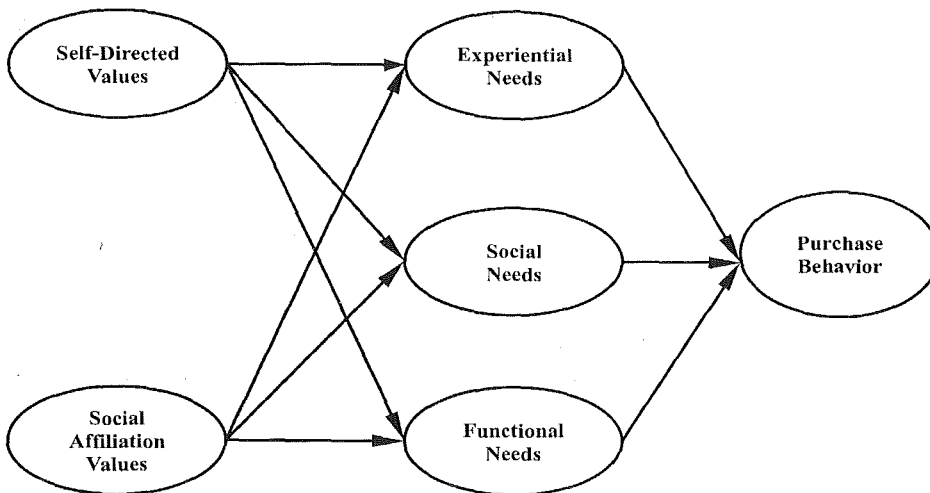 Self-Directed
Values
Experiential
Needs
Social
Needs
Purchase
Behavior
Social
Affiliation
Values
Functional
Needs